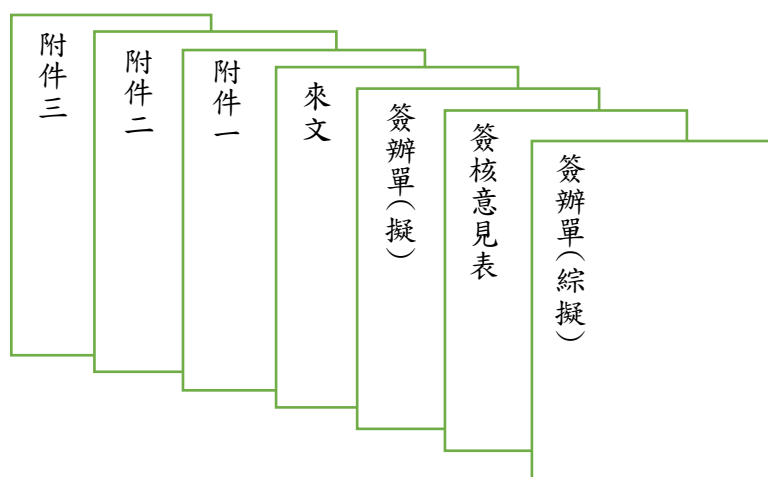 附件三
附件二
附件一
來文
簽辦單(擬)
簽核意見表
簽辦單(綜擬)